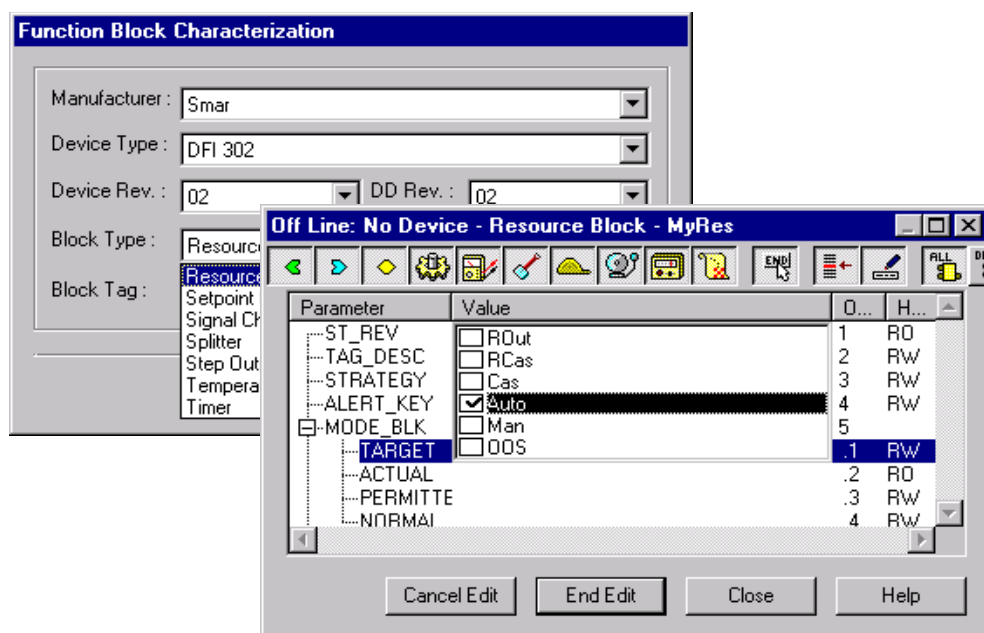 Function Block Characterization
Manufacturer : Smar
Device Type : DFI 302
Device Rev. : 02 DD Rev. : 02
Block Type : Resourc
Resource
Setpoint
Signal Ch
Splitter
Step Out
Tempera
Timer
Block Tag :
Off Line: No Device - Resource Block - MyRes
END
ALL
Parameter Value O... H...
ST_REV 1 RO
TAG_DESC 2 RW
STRATEGY 3 RW
ALERT_KEY 4 RW
MODE_BLK 5
TARGET .1 RW
ACTUAL .2 RO
PERMITTE .3 RW
NORMAL 4 RW
ROut
RCas
Cas
Auto
Man
OOS
Cancel Edit End Edit Close Help